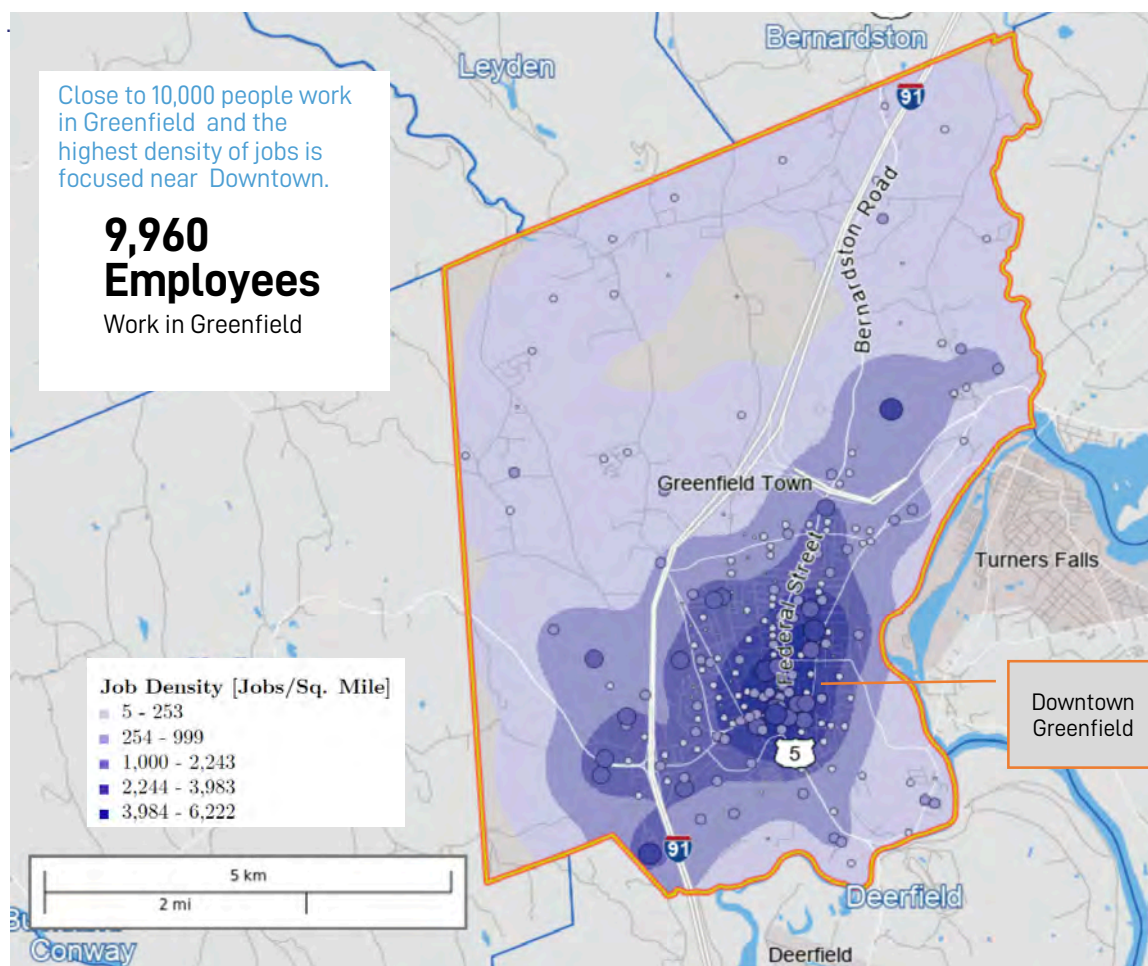 Bernardston
Leyden
91
Close to 10,000 people work
in Greenfield and the
highest density of jobs is
focused near Downtown.
9,960
Employees
Work in Greenfield
Bernardston Road
Greenfield Town
Federal Street
Turners Falls
Job Density [Jobs/Sq. Mile]
5 - 253
254 - 999
1,000 - 2,243
2,244 - 3,983
3,984 - 6,222
Downtown
Greenfield
5
91
5 km
2 mi
Deerfield
Conway
Deerfield